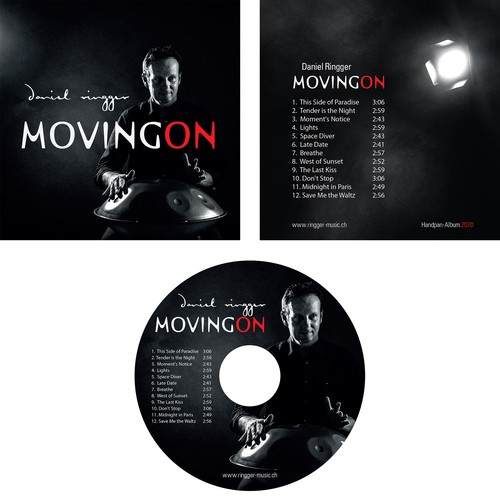 daniel ringger
MOVINGON
Daniel Ringger
MOVINGON
1. This Side of Paradise 3:06
2. Tender is the Night 2:59
3. Moment's Notice 2:43
4. Lights 2:59
5. Space Diver 2:43
6. Late Date 2:41
7. Breathe 2:57
8. West of Sunset 2:52
9. The Last Kiss 2:59
10. Don't Stop 3:06
11. Midnight in Paris 2:49
12. Save Me the Waltz 2:56
www.ringger-music.ch Handpan-Album 2020
daniel ringger
MOVINGON
1. This Side of Paradise 3:06
2. Tender is the Night 2:59
3. Moment's Notice 2:43
4. Lights 2:59
5. Space Diver 2:43
6. Late Date 2:41
7. Breathe 2:57
8. West of Sunset 2:52
9. The Last Kiss 2:59
10. Don't Stop 3:06
11. Midnight in Paris 2:49
12. Save Me the Waltz 2:56
www.ringger-music.ch